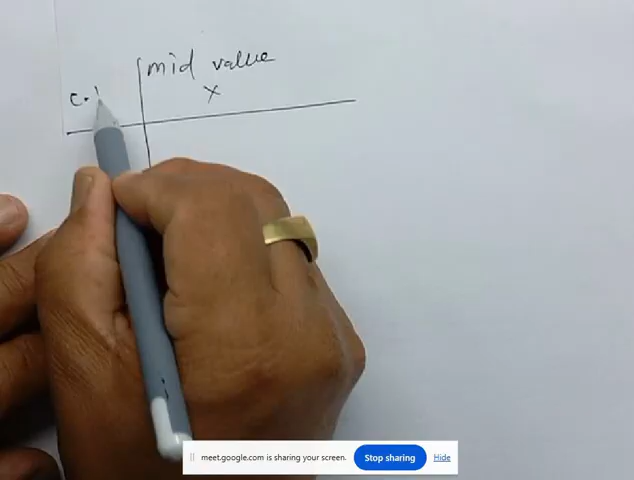 mid value
C.I
x
meet.google.com is sharing your screen.
Stop sharing
Hide